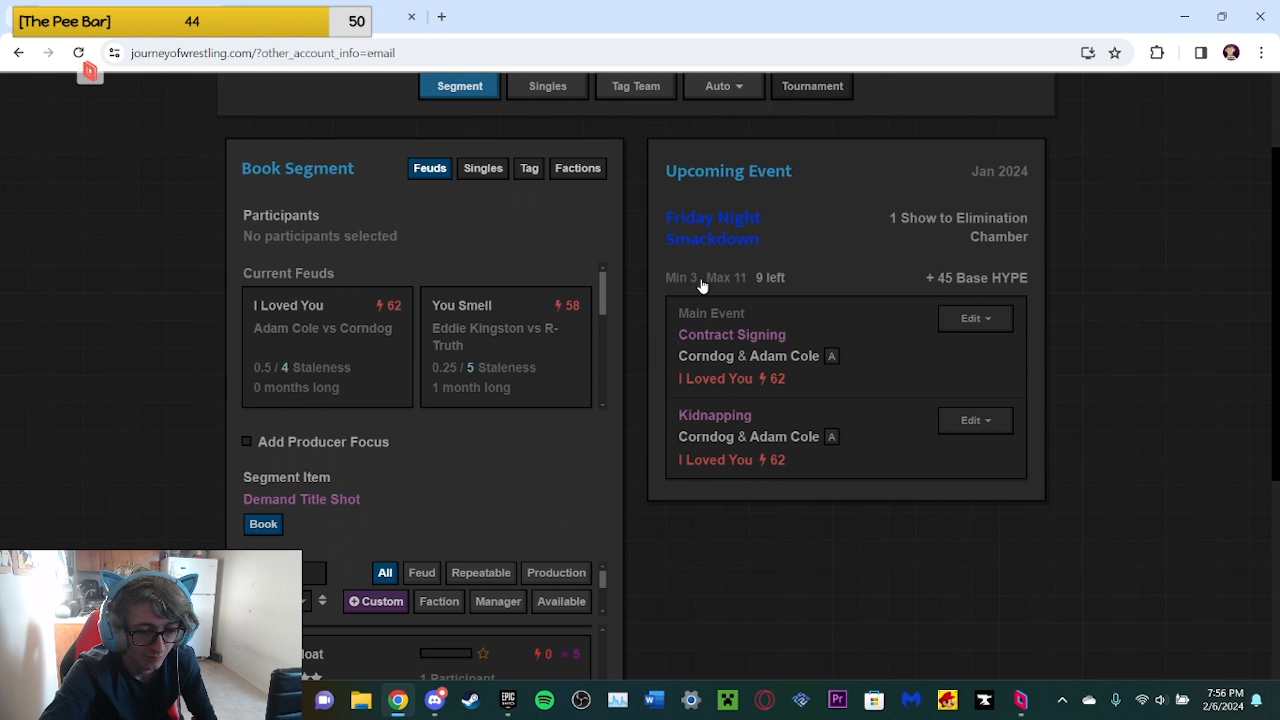 [The Pee Bar] 44 50
journeyofwrestling.com/?other_account_info=email
Segment Singles Tag Team Auto Tournament
Book Segment Feuds Singles Tag Factions
Participants
No participants selected
Current Feuds
I Loved You 62
Adam Cole vs Corndog
0.5 / 4 Staleness
0 months long
You Smell 58
Eddie Kingston vs R-
Truth
0.25 / 5 Staleness
1 month long
Add Producer Focus
Segment Item
Demand Title Shot
Book
All Feud Repeatable Production
Custom Faction Manager Available
loat 0 5
1 Participant
Upcoming Event Jan 2024
Friday Night
Smackdown
1 Show to Elimination
Chamber
Min 3 Max 11 9 left + 45 Base HYPE
Main Event Edit
Contract Signing
Corndog & Adam Cole A
I Loved You 62
Kidnapping Edit
Corndog & Adam Cole A
I Loved You 62
EPIC
GAMES
W
Pr
7:56 PM
2/6/2024